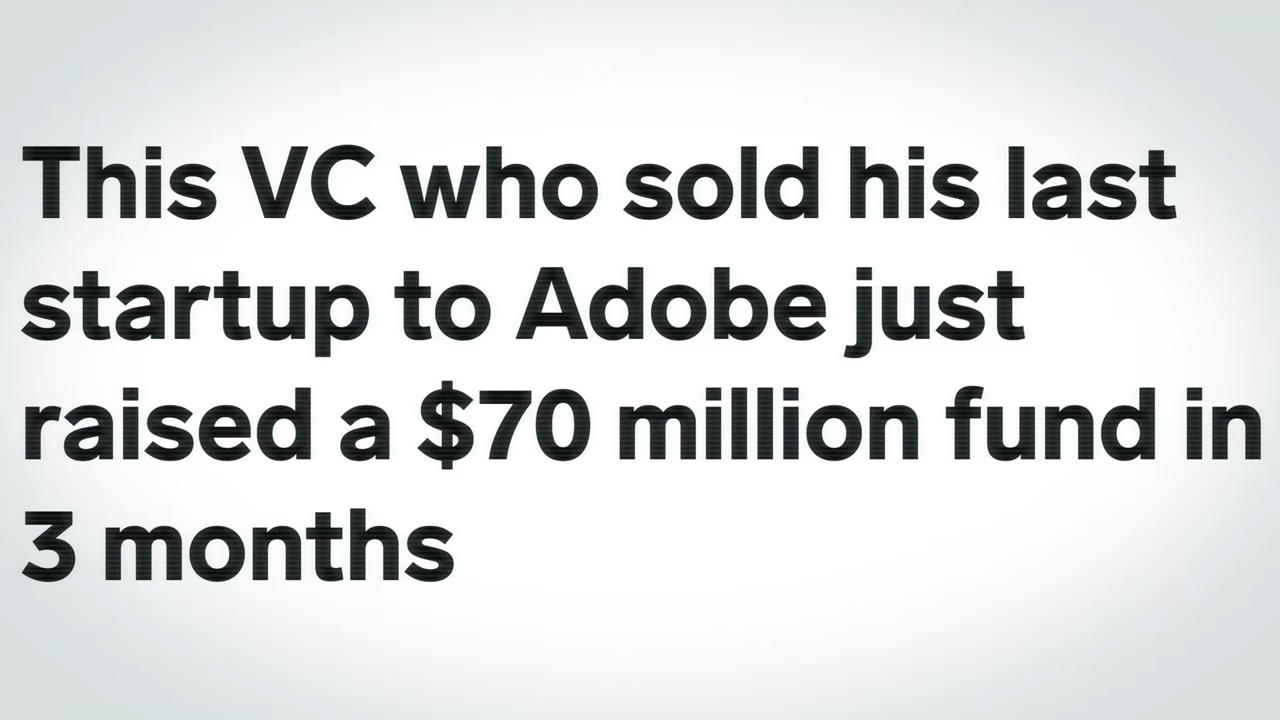 This VC who sold his last
startup to Adobe just
raised a $70 million fund in
3 months